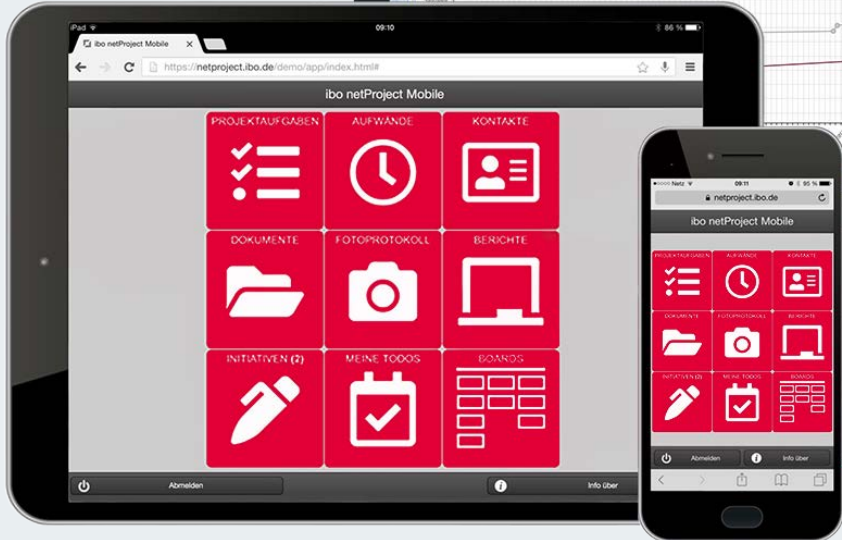 iPad
09:10
86 %
ibo netProject Mobile
https://netproject.ibo.de/demo/app/index.html#
ibo netProject Mobile
PROJEKTAUFGABEN AUFWÄNDE KONTAKTE
DOKUMENTE FOTOPROTOKOLL BERICHTE
INITIATIVEN (2) MEINE TODOS BOARDS
Abmelden Info über
Netz 09:11 95 %
netproject.ibo.de
ibo netProject Mobile
PROJEKTAUFGABEN AUFWÄNDE KONTAKTE
DOKUMENTE FOTOPROTOKOLL BERICHTE
INITIATIVEN (2) MEINE TODOS BOARDS
Abmelden Info über